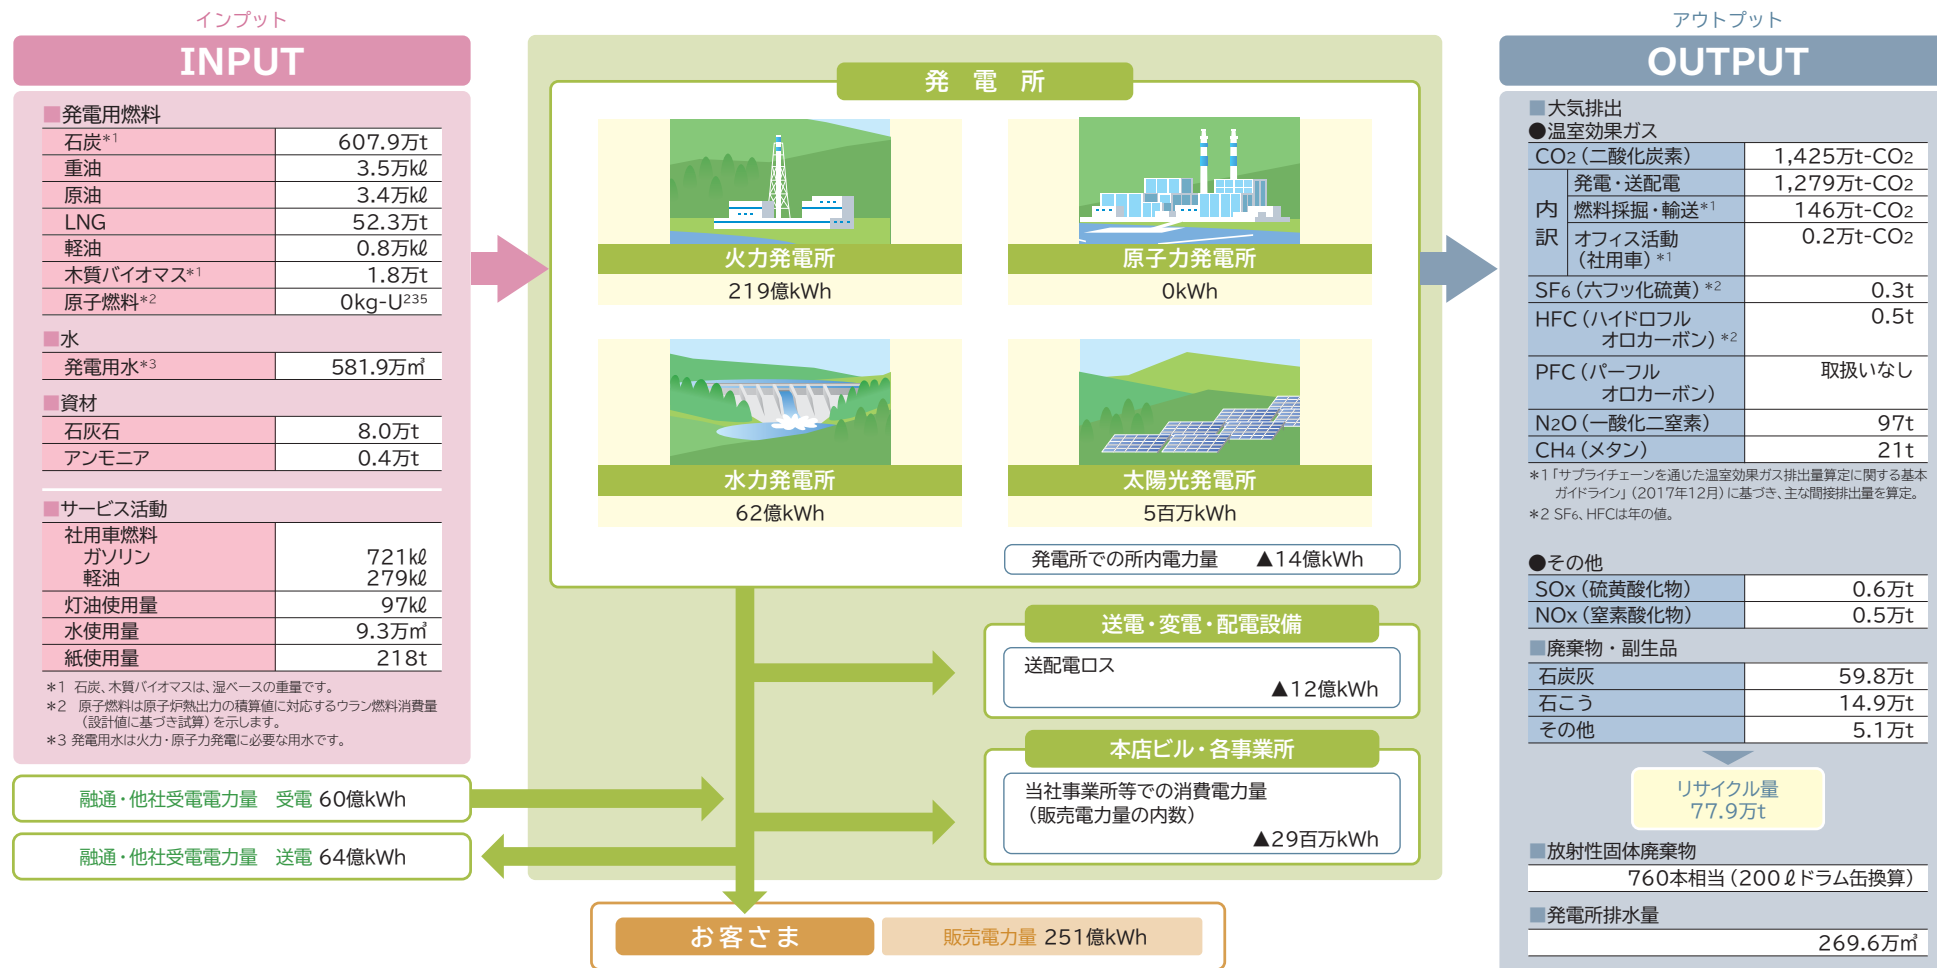 インプット
INPUT
■発電用燃料
石炭*1 607.9万t
重油 3.5万kℓ
原油 3.4万kℓ
LNG 52.3万t
軽油 0.8万kℓ
木質バイオマス*1 1.8万t
原子燃料*2 0kg-U235
■水
発電用水*3 581.9万㎥
■資材
石灰石 8.0万t
アンモニア 0.4万t
■サービス活動
社用車燃料
ガソリン 721kℓ
軽油 279kℓ
灯油使用量 97kℓ
水使用量 9.3万㎥
紙使用量 218t
*1 石炭、木質バイオマスは、湿ベースの重量です。
*2 原子燃料は原子炉熱出力の積算値に対応するウラン燃料消費量
（設計値に基づき試算）を示します。
*3 発電用水は火力・原子力発電に必要な用水です。
融通・他社受電電力量 受電 60億kWh
融通・他社受電電力量 送電 64億kWh
発電所
火力発電所
219億kWh
原子力発電所
0kWh
水力発電所
62億kWh
太陽光発電所
5百万kWh
発電所での所内電力量 ▲14億kWh
送電・変電・配電設備
送配電ロス
▲12億kWh
本店ビル・各事業所
当社事業所等での消費電力量
（販売電力量の内数）
▲29百万kWh
お客さま 販売電力量 251億kWh
アウトプット
OUTPUT
■大気排出
●温室効果ガス
CO2（二酸化炭素） 1,425万t-CO2
内訳 発電・送配電 1,279万t-CO2
燃料採掘・輸送*1 146万t-CO2
オフィス活動 0.2万t-CO2
（社用車）*1
SF6（六フッ化硫黄）*2 0.3t
HFC（ハイドロフル 0.5t
オロカーボン）*2
PFC（パーフル 取扱いなし
オロカーボン）
N2O（一酸化二窒素） 97t
CH4（メタン） 21t
*1「サプライチェーンを通じた温室効果ガス排出量算定に関する基本
ガイドライン」（2017年12月）に基づき、主な間接排出量を算定。
*2 SF6、HFCは年の値。
●その他
SOx（硫黄酸化物） 0.6万t
NOx（窒素酸化物） 0.5万t
■廃棄物・副生品
石炭灰 59.8万t
石こう 14.9万t
その他 5.1万t
リサイクル量
77.9万t
■放射性固体廃棄物
760本相当（200ℓドラム缶換算）
■発電所排水量
269.6万㎥